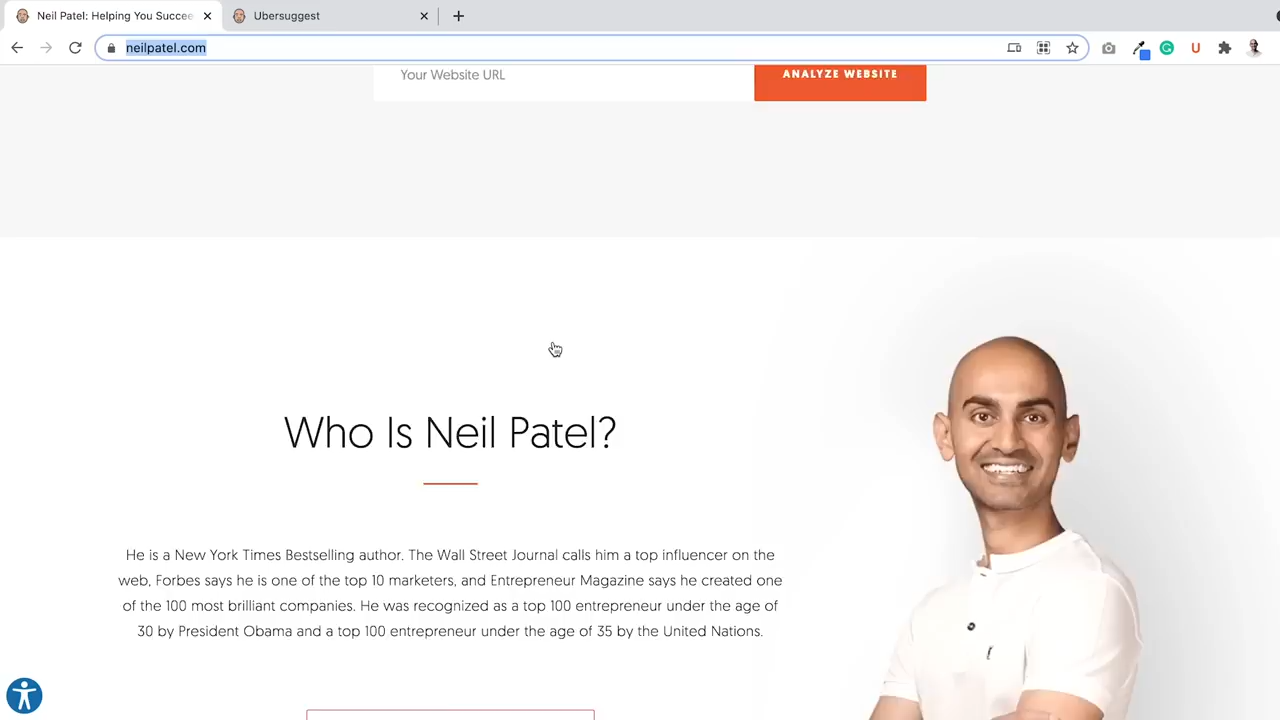 Neil Patel: Helping You Succee
Ubersuggest
neilpatel.com
Your Website URL
ANALYZE WEBSITE
Who Is Neil Patel?
He is a New York Times Bestselling author. The Wall Street Journal calls him a top influencer on the
web, Forbes says he is one of the top 10 marketers, and Entrepreneur Magazine says he created one
of the 100 most brilliant companies. He was recognized as a top 100 entrepreneur under the age of
30 by President Obama and a top 100 entrepreneur under the age of 35 by the United Nations.